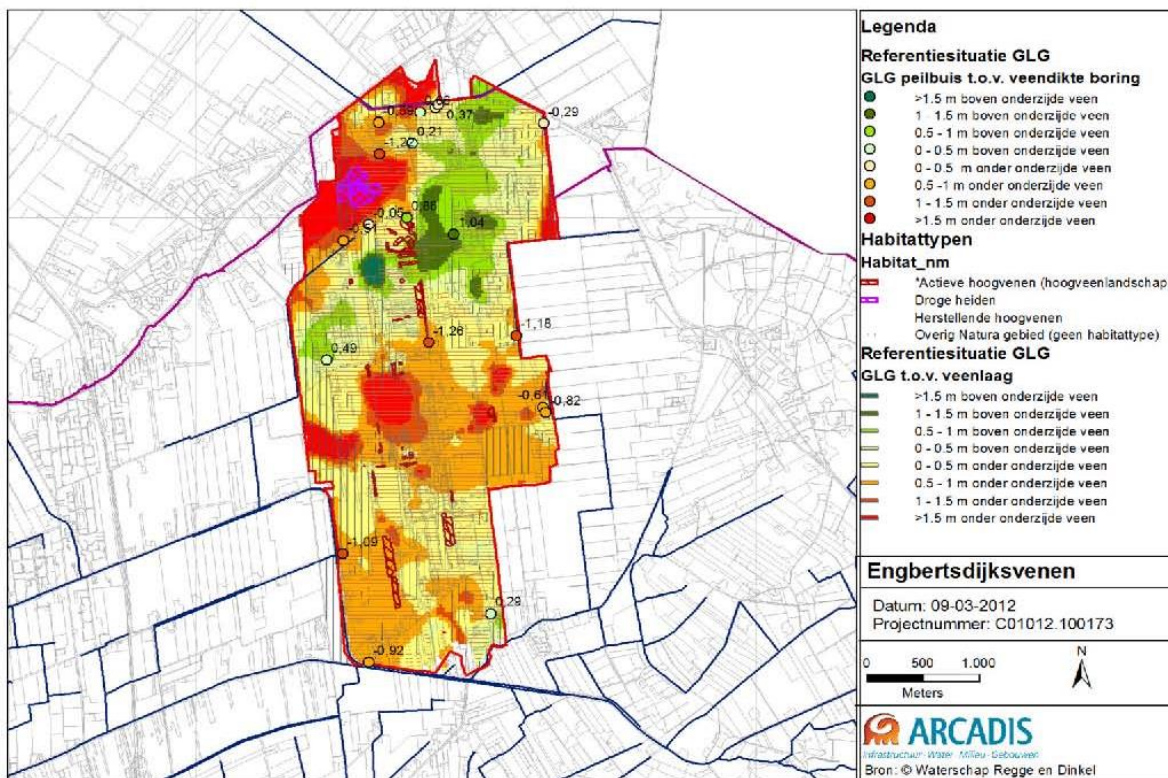 -0,89
0,37
-0,29
0,21
-1,22
-0,05
0,68
1,04
-1,26
-1,18
0,49
-0,61
-0,82
-1,09
0,28
-0,92
Legenda
Referentiesituatie GLG
GLG peilbuis t.o.v. veendikte boring
>1.5 m boven onderzijde veen
1 - 1.5 m boven onderzijde veen
0.5 - 1 m boven onderzijde veen
0 - 0.5 m boven onderzijde veen
0 - 0.5 m onder onderzijde veen
0.5 -1 m onder onderzijde veen
1 - 1.5 m onder onderzijde veen
>1.5 m onder onderzijde veen
Habitattypen
Habitat_nm
*Actieve hoogvenen (hoogveenlandschap
Droge heiden
Herstellende hoogvenen
Overig Natura gebied (geen habitattype)
Referentiesituatie GLG
GLG t.o.v. veenlaag
>1.5 m boven onderzijde veen
1 - 1.5 m boven onderzijde veen
0.5 - 1 m boven onderzijde veen
0 - 0.5 m boven onderzijde veen
0 - 0.5 m onder onderzijde veen
0.5 - 1 m onder onderzijde veen
1 - 1.5 m onder onderzijde veen
>1.5 m onder onderzijde veen
Engbertsdijksvenen
Datum: 09-03-2012
Projectnummer: C01012.100173
0 500 1.000
Meters
N
ARCADIS
Infrastructuur · Water · Milieu · Gebouwen
Bron: © Waterschap Regge en Dinkel